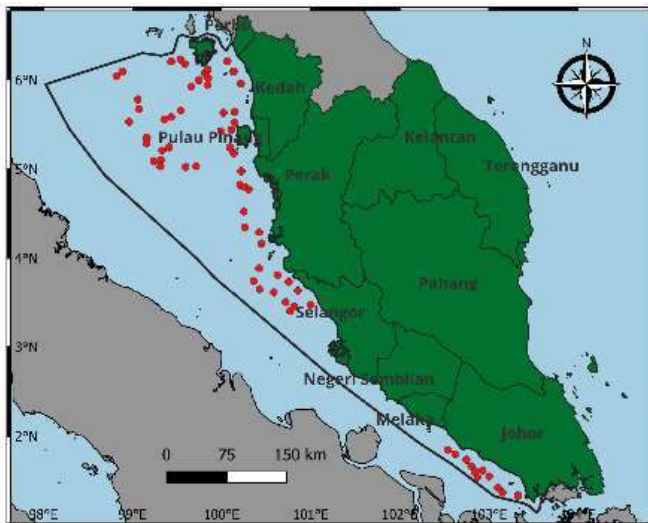 Perlis
N
6°N
Kedah
Pulau Pinang
Kelantan
Terengganu
5°N
Perak
4°N
Pahang
Selangor
3°N
Negeri Sembilan
Melaka
2°N
Johor
0 75 150 km
98°E 99°E 100°E 101°E 102°E 103°E 104°E